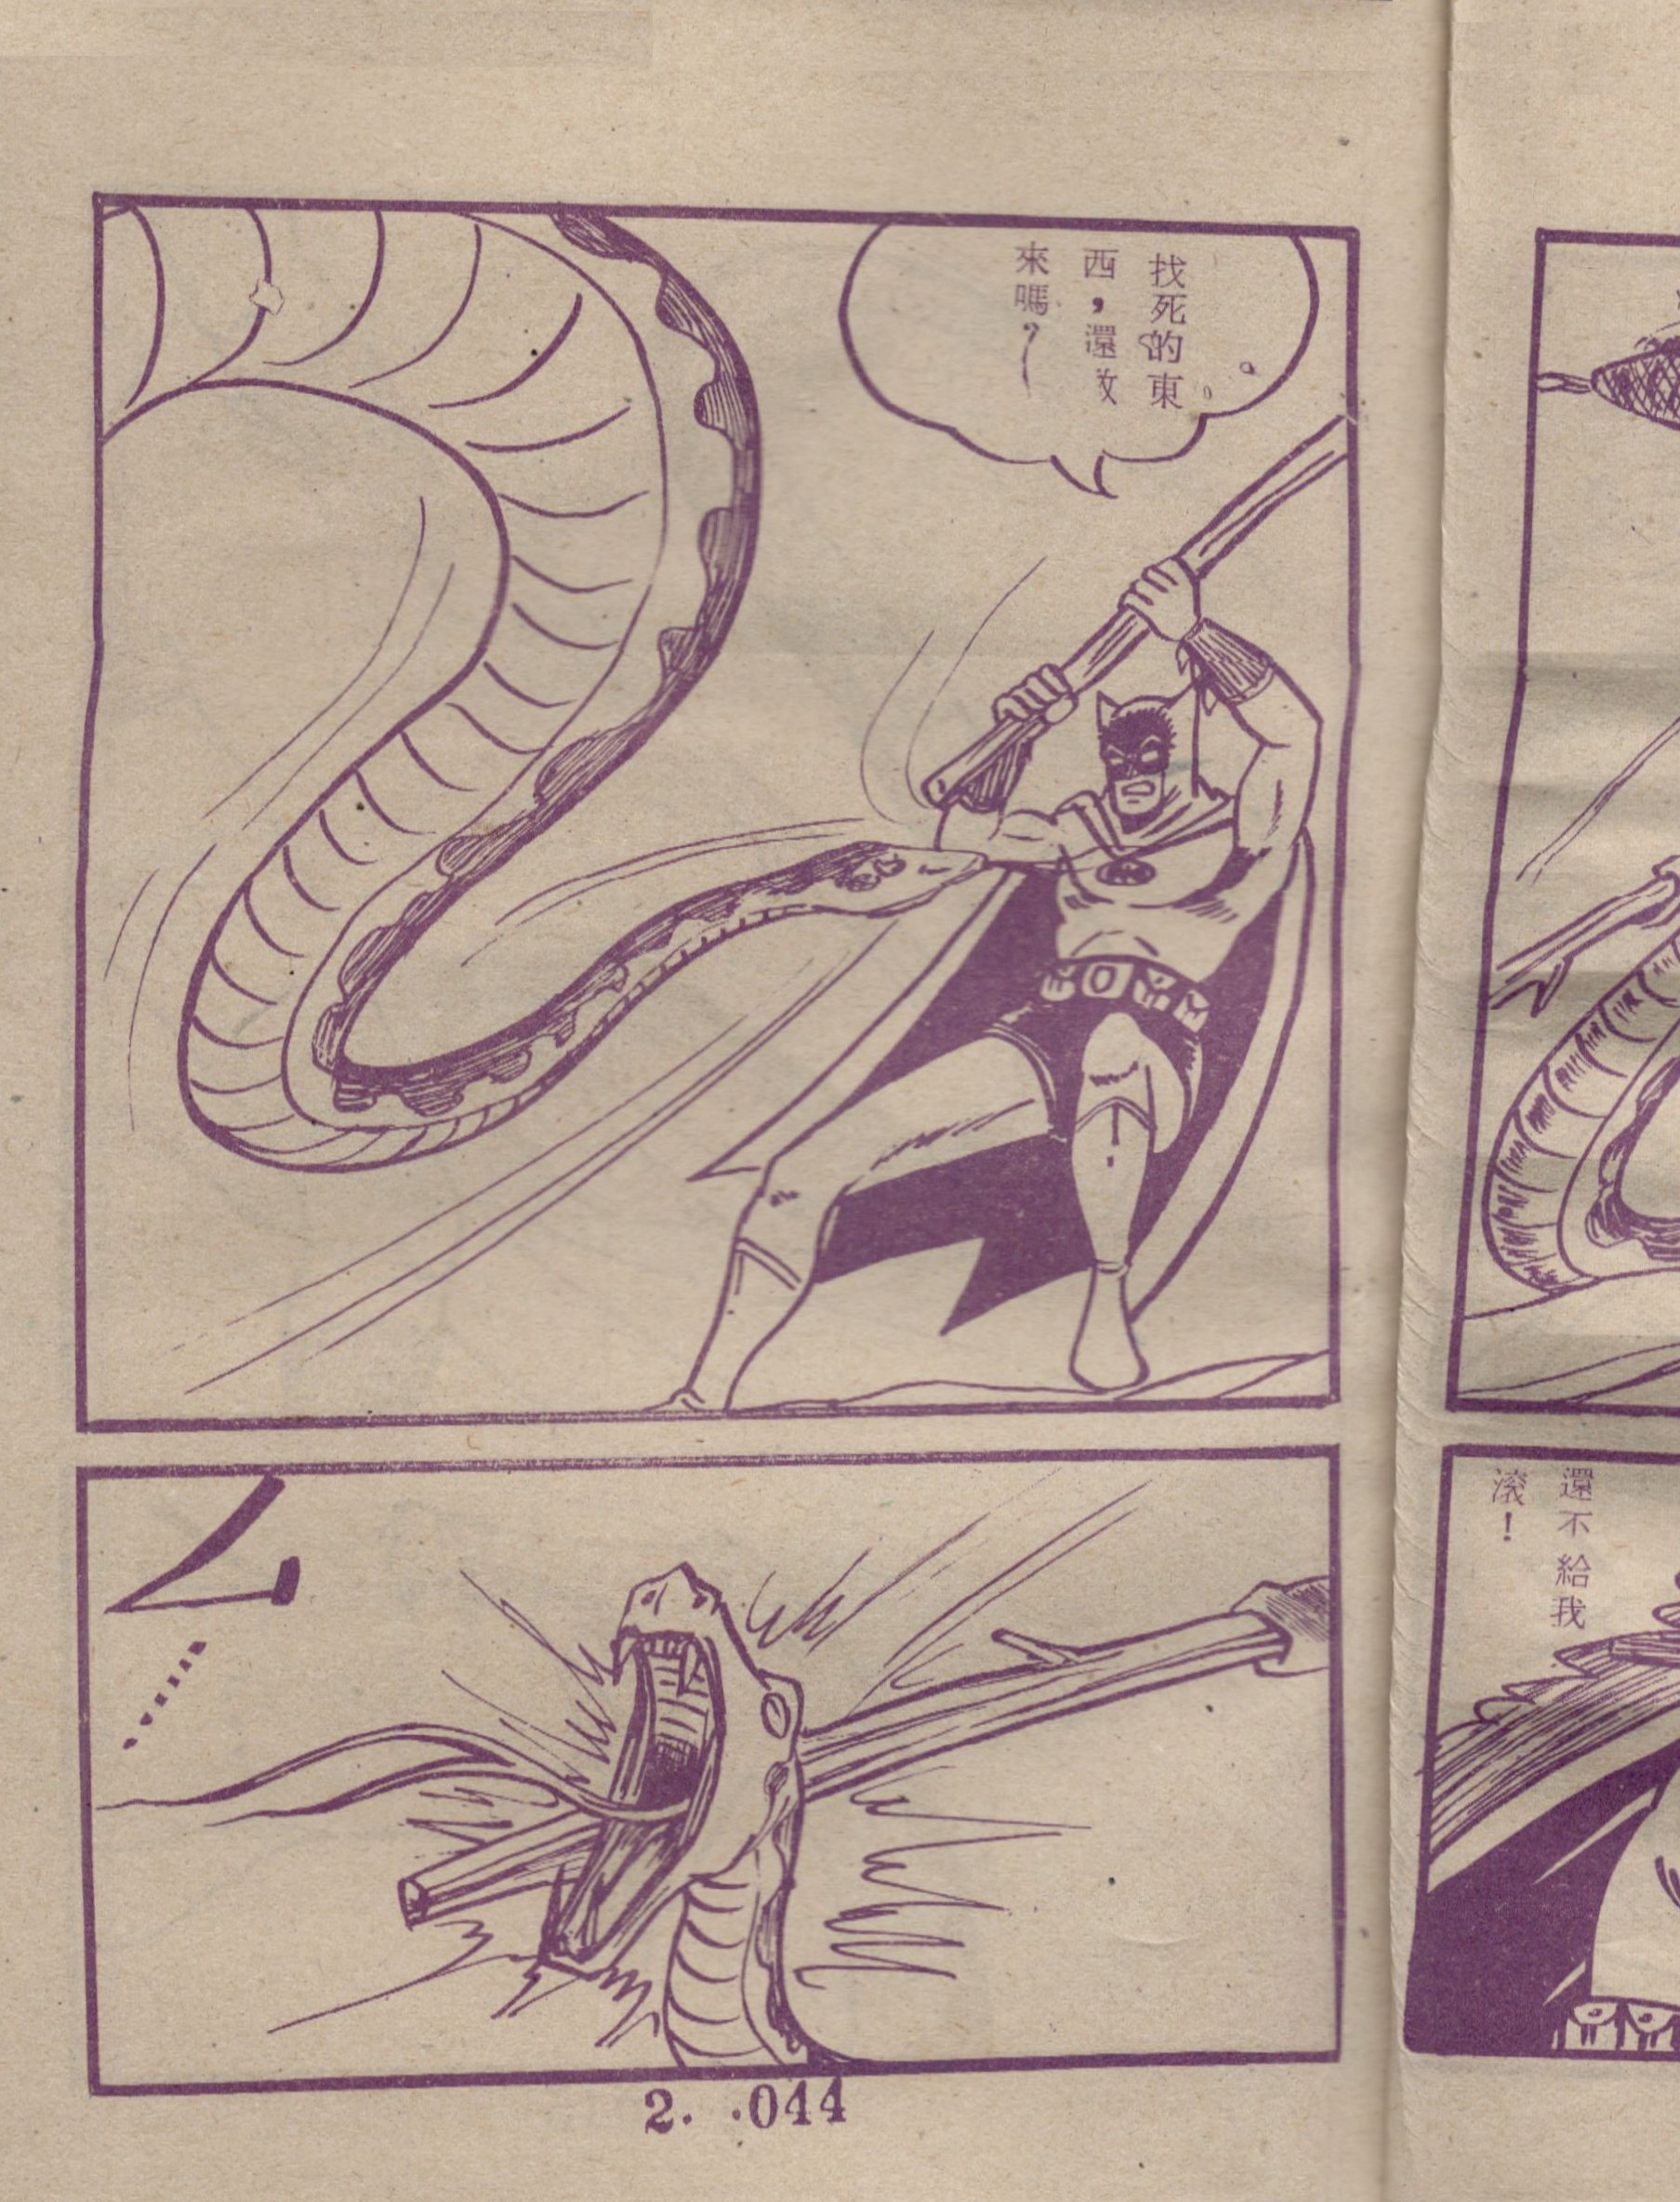 還不給我
滾！
找死的東
西，還敢
來嗎？
ㄙ……
2. .044